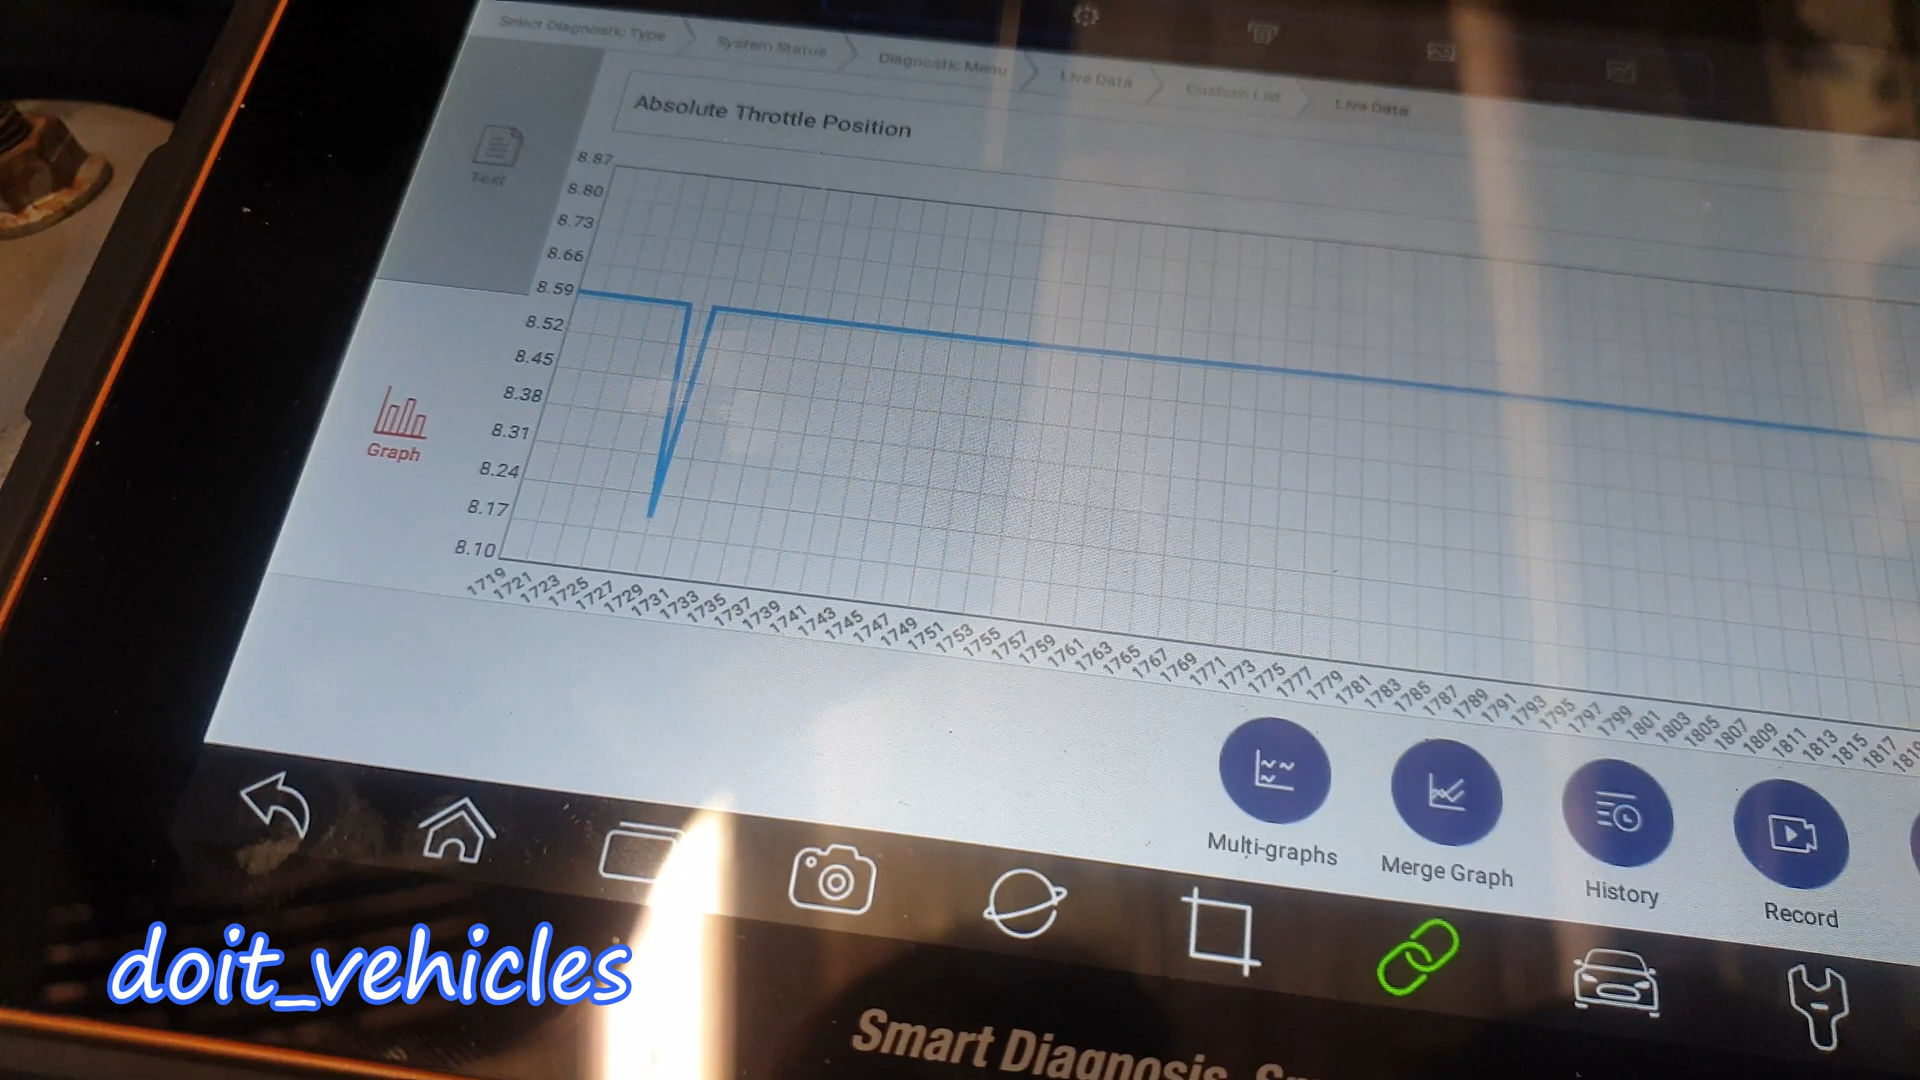 Select Diagnostic Type
System Status
Diagnostic Menu
Live Data
Custom List
Live Data
Absolute Throttle Position
Text
Graph
8.87
8.80
8.73
8.66
8.59
8.52
8.45
8.38
8.31
8.24
8.17
8.10
1719 1721 1723 1725 1727 1729 1731 1733 1735 1737 1739 1741 1743 1745 1747 1749 1751 1753 1755 1757 1759 1761 1763 1765 1767 1769 1771 1773 1775 1777 1779 1781 1783 1785 1787 1789 1791 1793 1795 1797 1799 1801 1803 1805 1807 1809 1811 1813 1815 1817
Multi-graphs
Merge Graph
History
Record
doit_vehicles
Smart Diagnosis